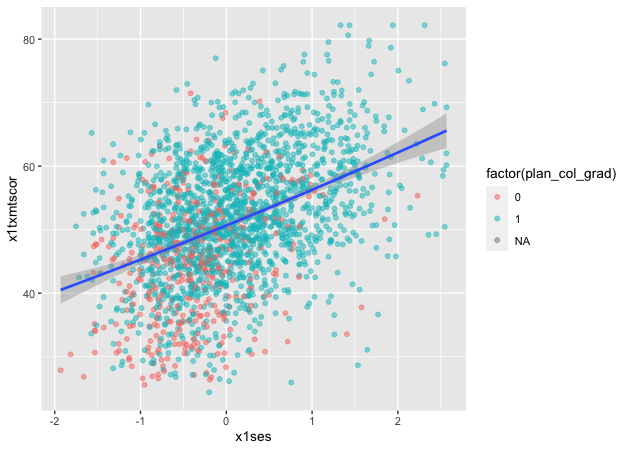 80
60
40
x1txmtscor
-2
-1
0
1
2
x1ses
factor(plan_col_grad)
0
1
NA